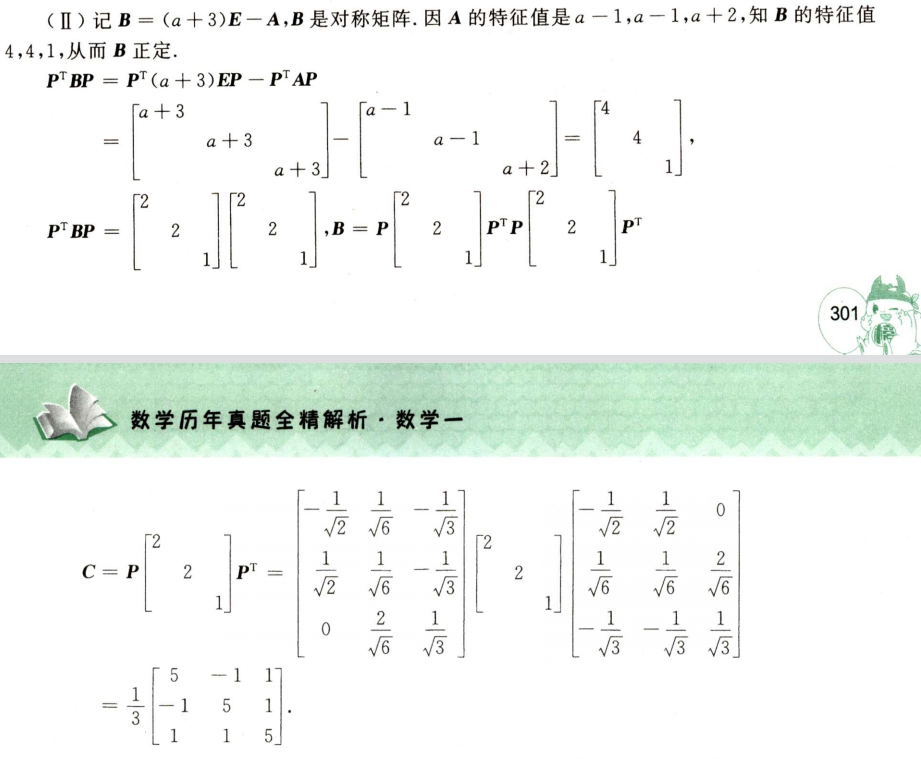 (Ⅱ)记 B = (a + 3)E − A,B 是对称矩阵.因 A 的特征值是 a − 1,a − 1,a + 2,知 B 的特征值
4,4,1,从而 B 正定.
PᵀBP = Pᵀ(a + 3)EP − PᵀAP
= [a + 3, a + 3, a + 3] − [a − 1, a − 1, a + 2] = [4 4 1],
PᵀBP = [2 2 1][2 2 1],B = P[2 2 1]PᵀP[2 2 1]Pᵀ
301
数学历年真题全精解析·数学一
C = P[2 2 1]Pᵀ = [−1/√2 1/√6 −1/√3; 1/√2 1/√6 −1/√3; 0 2/√6 1/√3][2 2 1][−1/√2 1/√2 0; 1/√6 1/√6 2/√6; −1/√3 −1/√3 1/√3]
= 1/3 [5 −1 1; −1 5 1; 1 1 5].